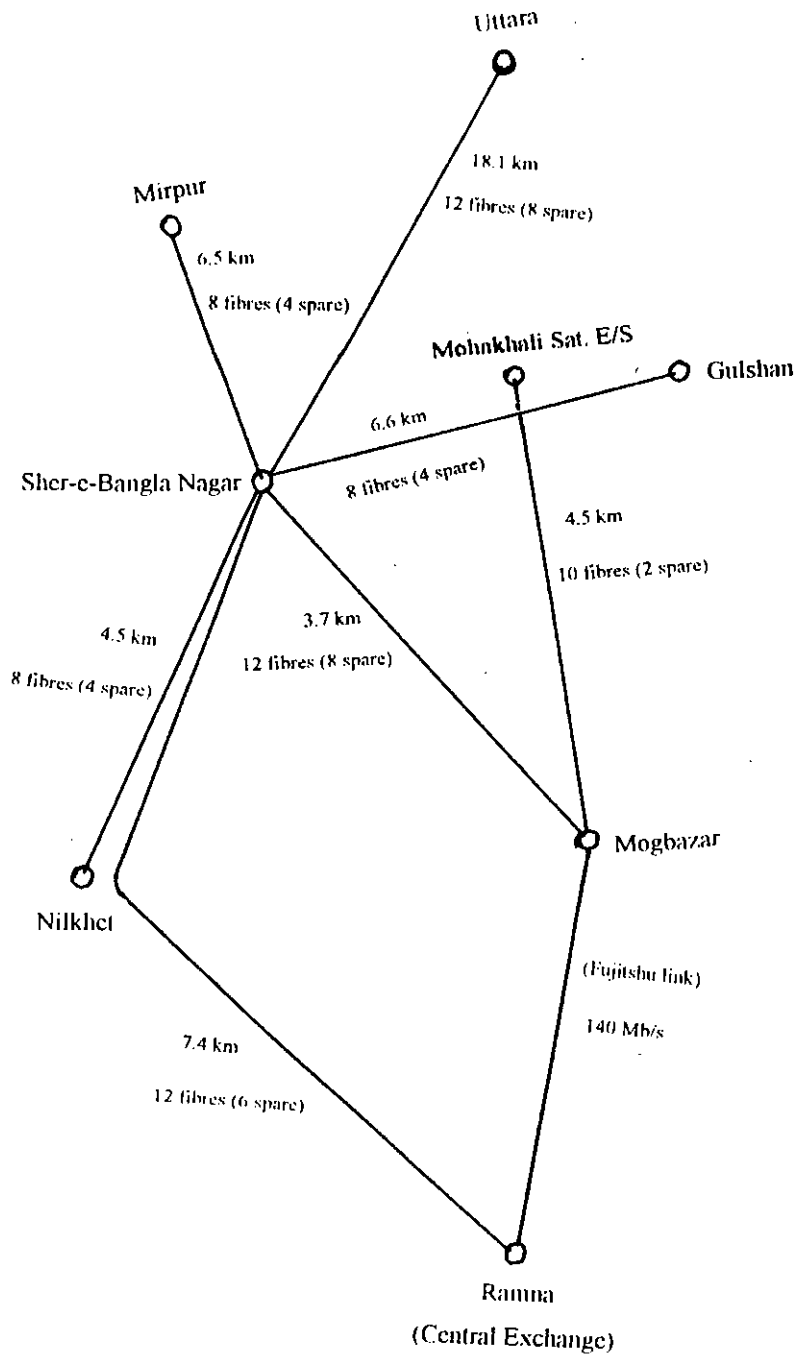 Uttara
18.1 km
12 fibres (8 spare)
Mirpur
6.5 km
8 fibres (4 spare)
Mohakhali Sat. E/S
Gulshan
6.6 km
8 fibres (4 spare)
Sher-e-Bangla Nagar
4.5 km
10 fibres (2 spare)
4.5 km
8 fibres (4 spare)
3.7 km
12 fibres (8 spare)
Mogbazar
Nilkhet
(Fujitshu link)
140 Mb/s
7.4 km
12 fibres (6 spare)
Ramna
(Central Exchange)